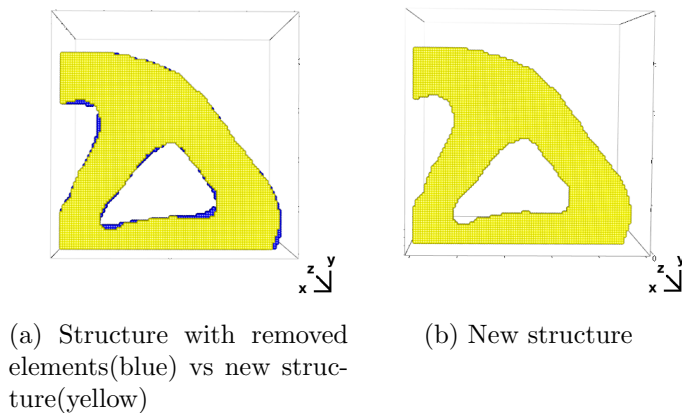 z y
x
z y
x
(a) Structure with removed
elements(blue) vs new struc-
ture(yellow)
(b) New structure